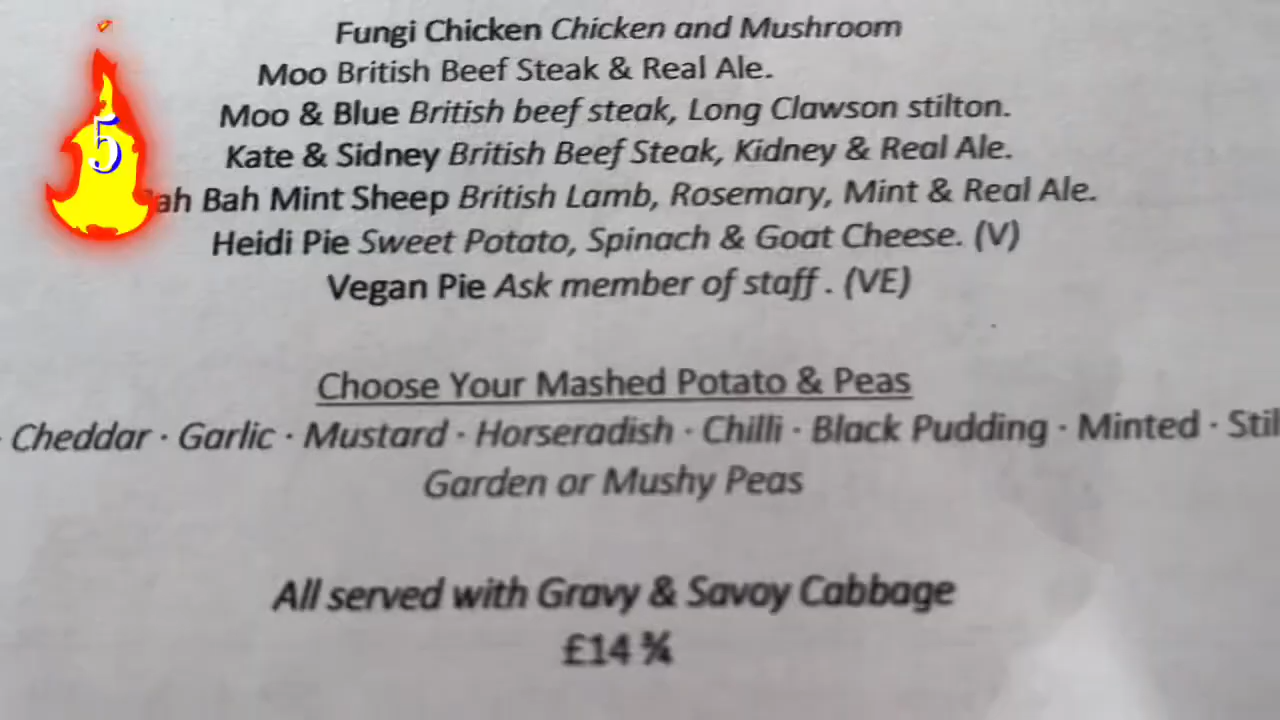 Fungi Chicken Chicken and Mushroom
Moo British Beef Steak & Real Ale.
Moo & Blue British beef steak, Long Clawson stilton.
Kate & Sidney British Beef Steak, Kidney & Real Ale.
Bah Mint Sheep British Lamb, Rosemary, Mint & Real Ale.
Heidi Pie Sweet Potato, Spinach & Goat Cheese. (V)
Vegan Pie Ask member of staff . (VE)
Choose Your Mashed Potato & Peas
· Cheddar · Garlic · Mustard · Horseradish · Chilli · Black Pudding · Minted ·
Garden or Mushy Peas
All served with Gravy & Savoy Cabbage
£14 ¾
5